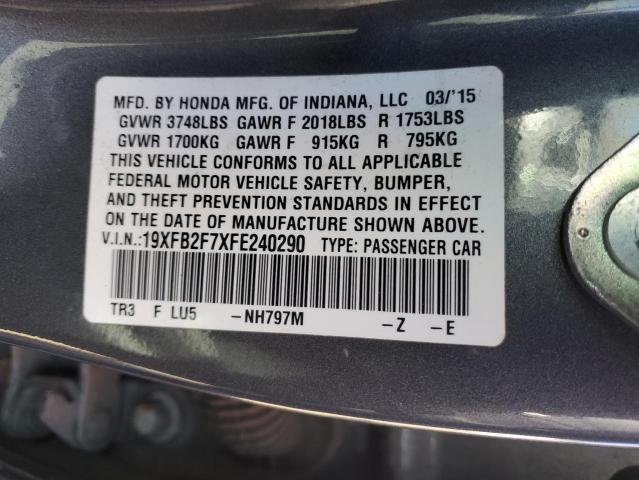 MFD. BY HONDA MFG. OF INDIANA, LLC 03/'15
GVWR 3748LBS GAWR F 2018LBS R 1753LBS
GVWR 1700KG GAWR F 915KG R 795KG
THIS VEHICLE CONFORMS TO ALL APPLICABLE
FEDERAL MOTOR VEHICLE SAFETY, BUMPER,
AND THEFT PREVENTION STANDARDS IN EFFECT
ON THE DATE OF MANUFACTURE SHOWN ABOVE.
V.I.N.:19XFB2F7XFE240290 TYPE: PASSENGER CAR
TR3 F LU5 -NH797M -Z -E